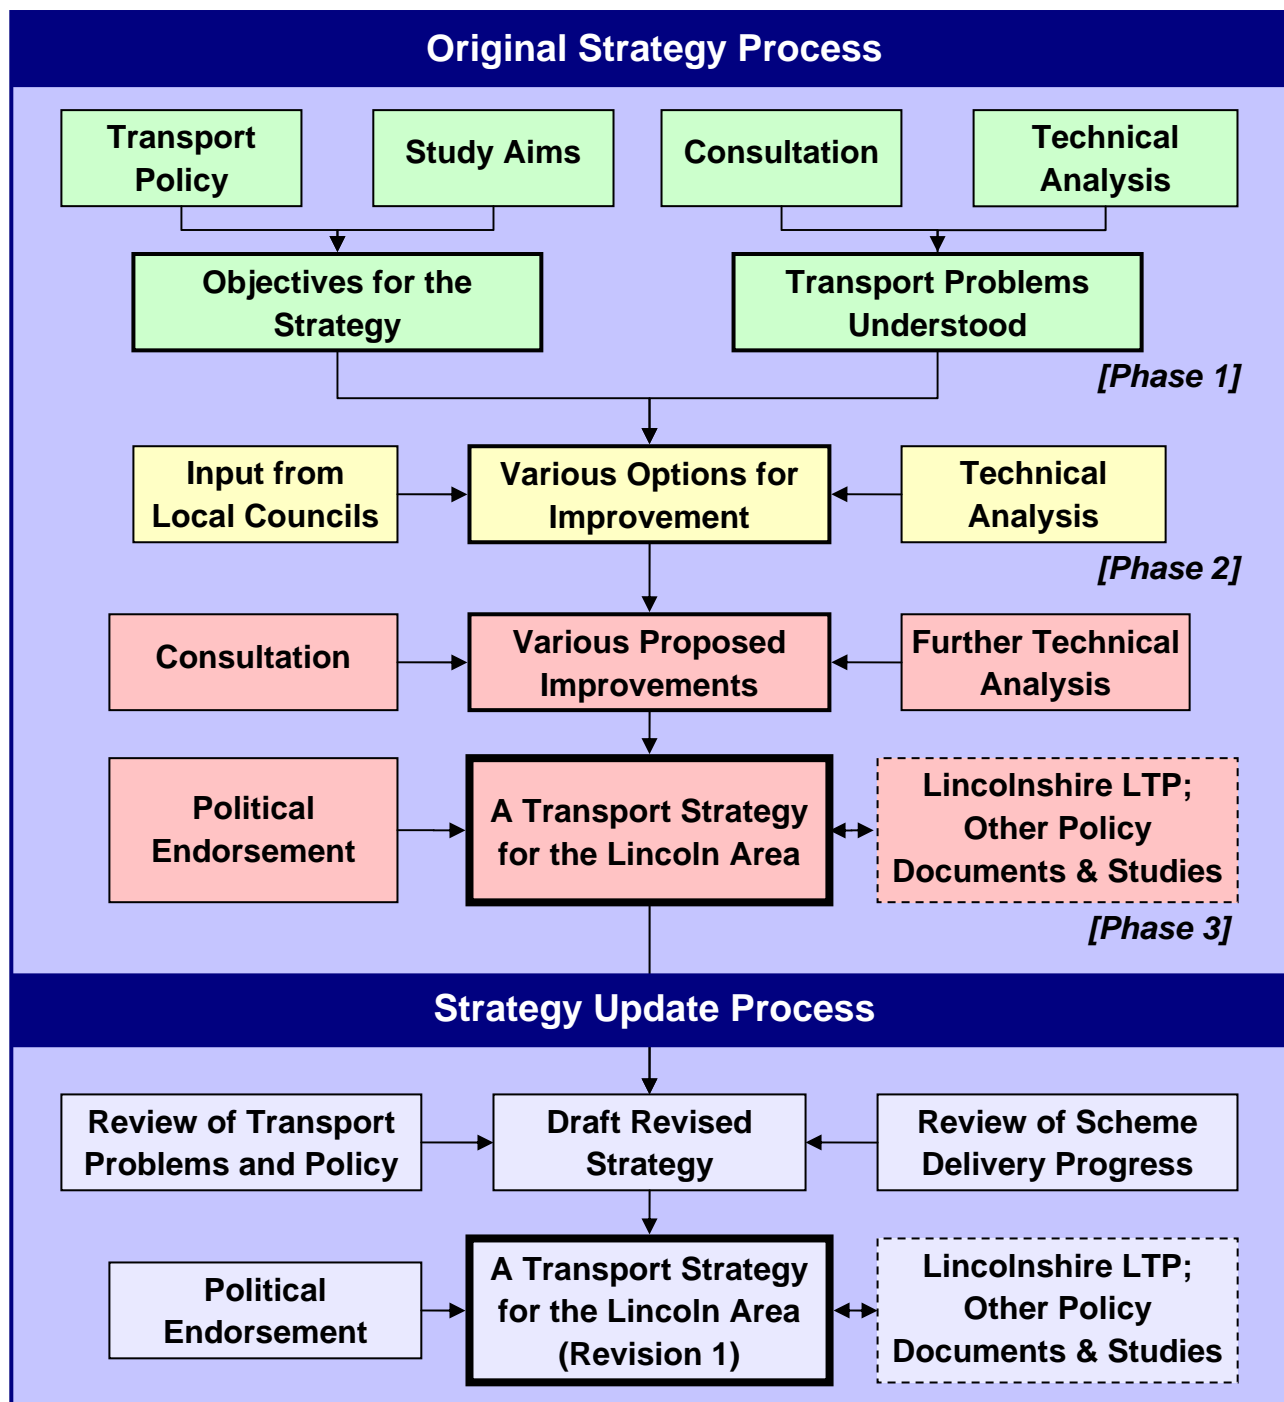 Original Strategy Process
Transport
Policy
Study Aims
Consultation
Technical
Analysis
Objectives for the
Strategy
Transport Problems
Understood
[Phase 1]
Input from
Local Councils
Various Options for
Improvement
Technical
Analysis
[Phase 2]
Consultation
Various Proposed
Improvements
Further Technical
Analysis
Political
Endorsement
A Transport Strategy
for the Lincoln Area
Lincolnshire LTP;
Other Policy
Documents & Studies
[Phase 3]
Strategy Update Process
Review of Transport
Problems and Policy
Draft Revised
Strategy
Review of Scheme
Delivery Progress
Political
Endorsement
A Transport Strategy
for the Lincoln Area
(Revision 1)
Lincolnshire LTP;
Other Policy
Documents & Studies